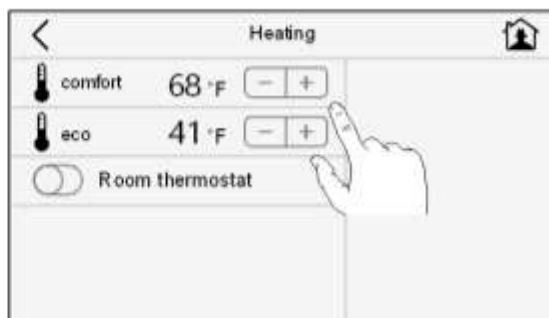 Heating
comfort 68 °F − +
eco 41 °F − +
Room thermostat